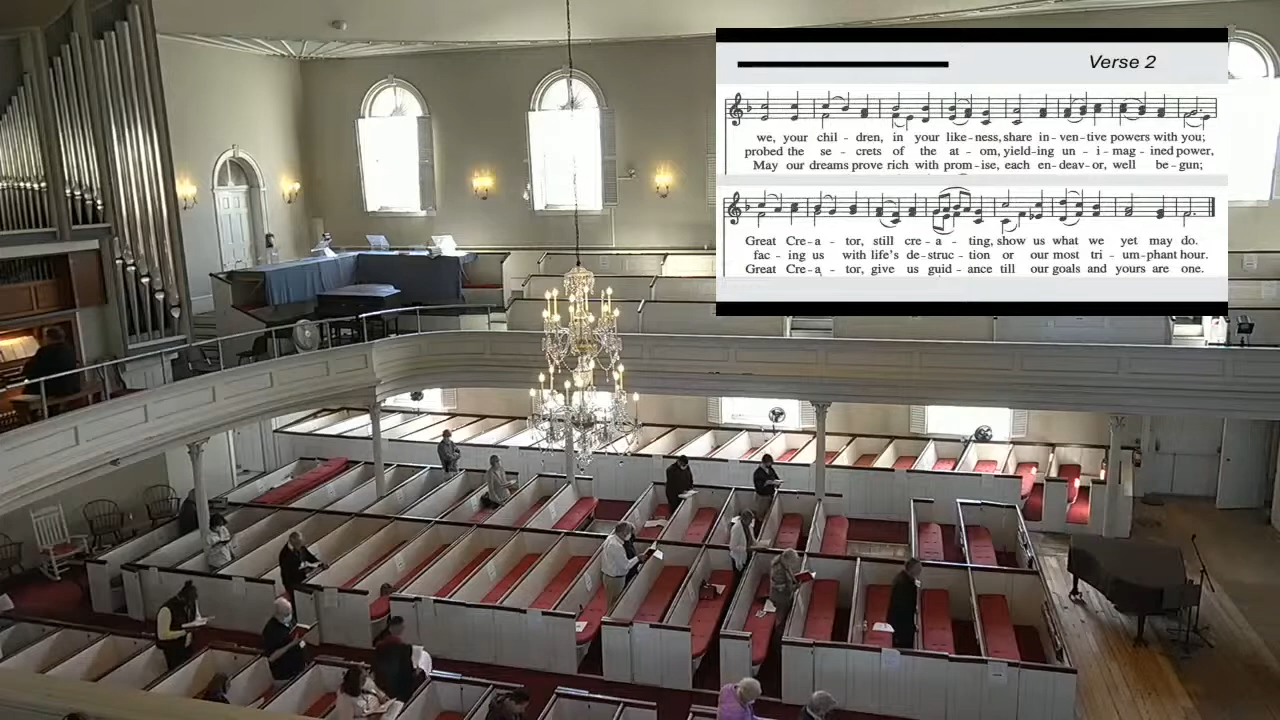 Verse 2
we, your chil - dren, in your like - ness, share in - ven - tive powers with you;
probed the se - crets of the at - om, yield - ing un - i - mag - ined power,
May our dreams prove rich with prom - ise, each en - deav - or, well be - gun;
Great Cre - a - tor, still cre - a - ting, show us what we yet may do.
fac - ing us with life's de - struc - tion or our most tri - um - phant hour.
Great Cre - a - tor, give us guid - ance till our goals and yours are one.